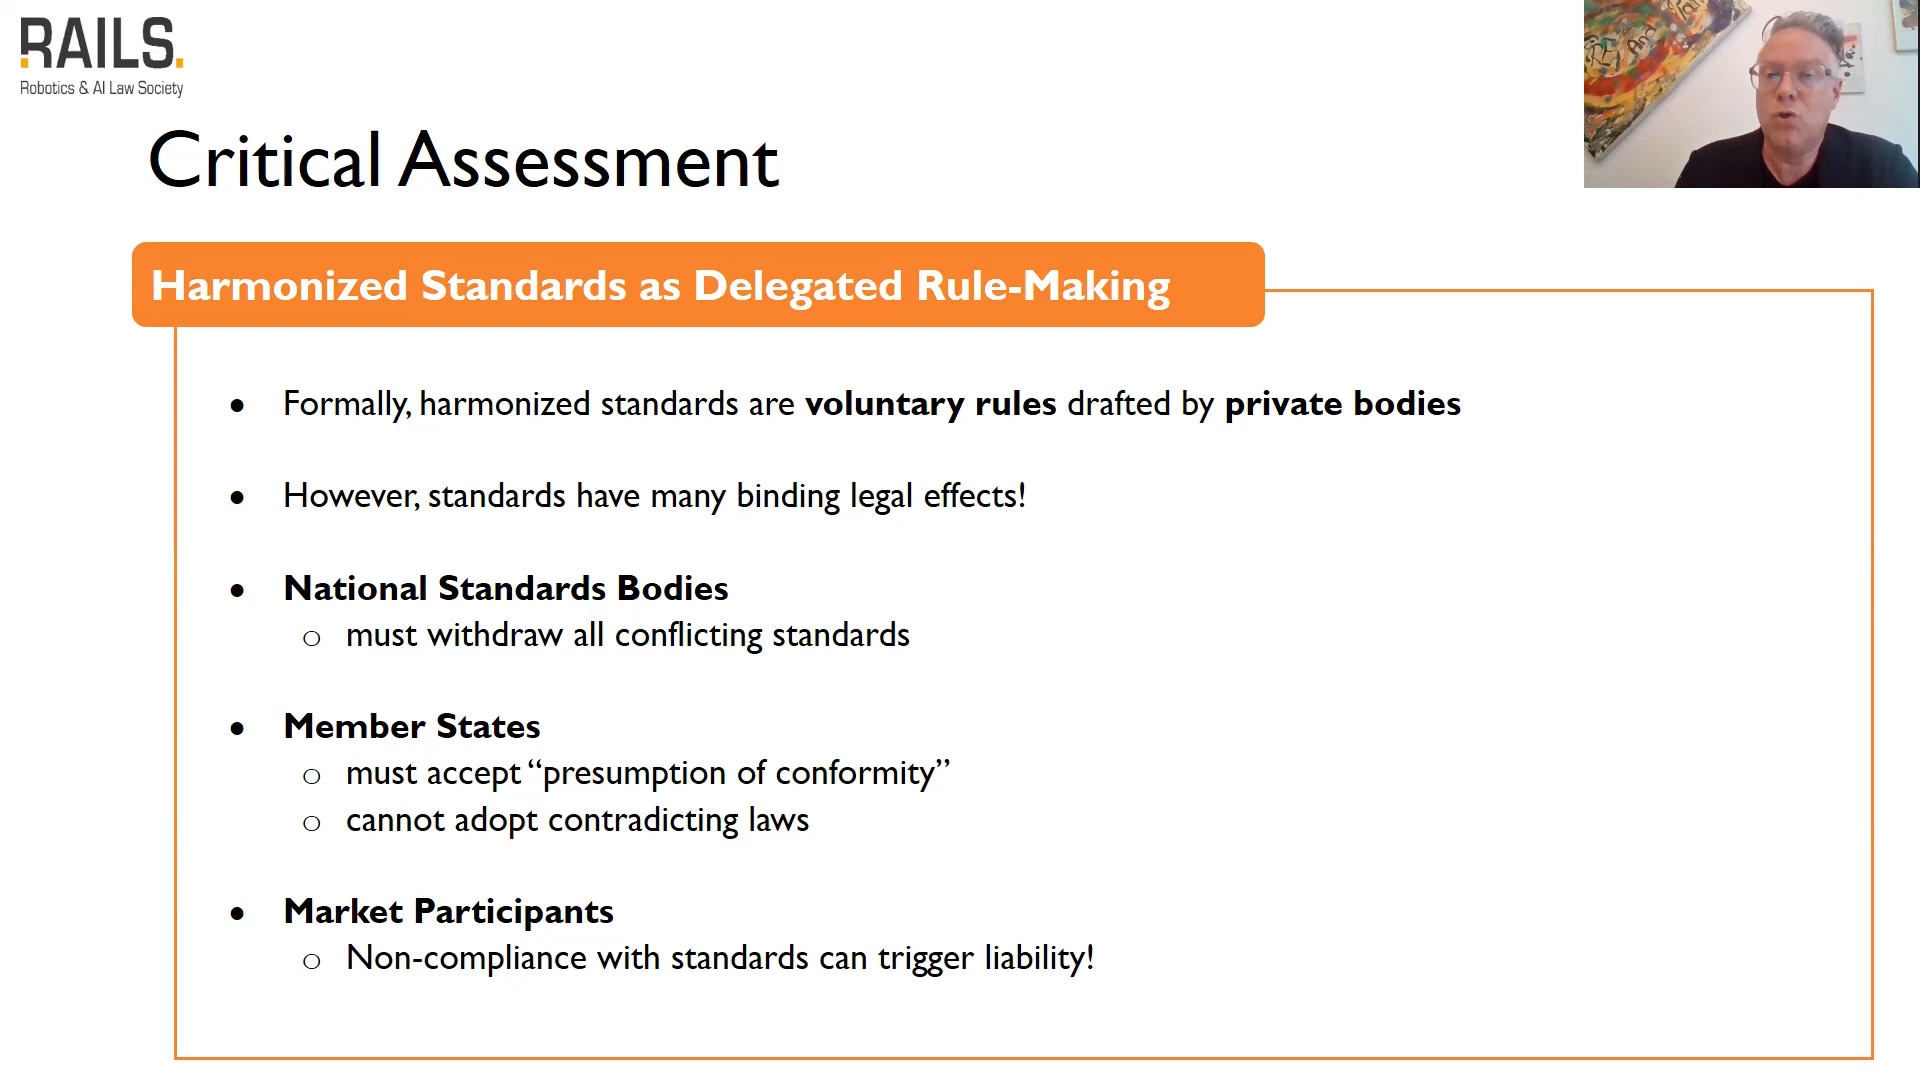 RAILS.
Robotics & AI Law Society
Critical Assessment
Harmonized Standards as Delegated Rule-Making
• Formally, harmonized standards are voluntary rules drafted by private bodies
• However, standards have many binding legal effects!
• National Standards Bodies
o must withdraw all conflicting standards
• Member States
o must accept “presumption of conformity”
o cannot adopt contradicting laws
• Market Participants
o Non-compliance with standards can trigger liability!
And